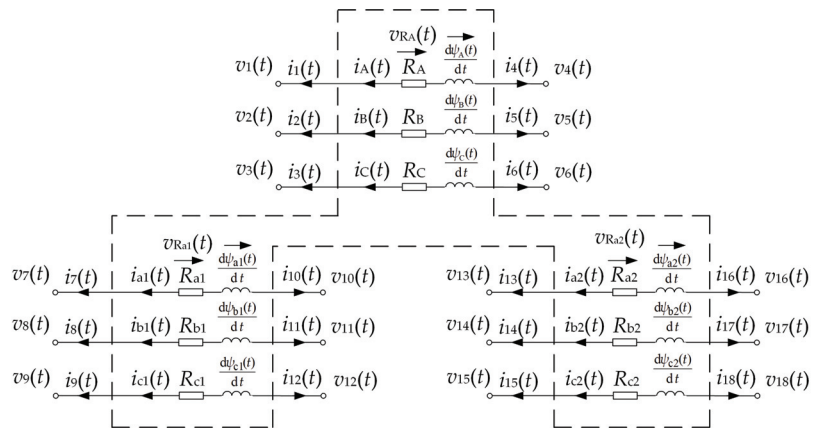 vRA(t) dψA(t)/dt
v1(t) i1(t) iA(t) RA i4(t) v4(t)
dψB(t)/dt
v2(t) i2(t) iB(t) RB i5(t) v5(t)
dψC(t)/dt
v3(t) i3(t) iC(t) RC i6(t) v6(t)
vRa1(t) dψa1(t)/dt
v7(t) i7(t) ia1(t) Ra1 i10(t) v10(t)
dψb1(t)/dt
v8(t) i8(t) ib1(t) Rb1 i11(t) v11(t)
dψc1(t)/dt
v9(t) i9(t) ic1(t) Rc1 i12(t) v12(t)
vRa2(t) dψa2(t)/dt
v13(t) i13(t) ia2(t) Ra2 i16(t) v16(t)
dψb2(t)/dt
v14(t) i14(t) ib2(t) Rb2 i17(t) v17(t)
dψc2(t)/dt
v15(t) i15(t) ic2(t) Rc2 i18(t) v18(t)